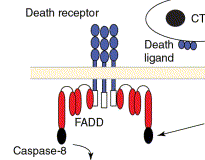 Death receptor
CT
Death
ligand
FADD
Caspase-8